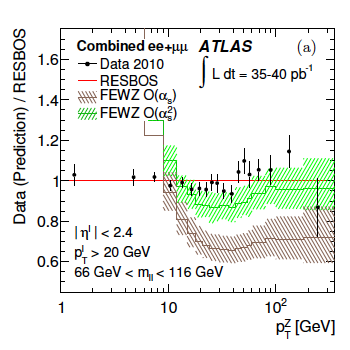 Combined ee+μμ ATLAS (a)
Data 2010
∫ L dt = 35-40 pb⁻¹
RESBOS
FEWZ O(αₛ)
FEWZ O(αₛ²)
Data (Prediction) / RESBOS
1.6
1.4
1.2
1
0.8
0.6
|ηˡ| < 2.4
pₜˡ > 20 GeV
66 GeV < mₗₗ < 116 GeV
1 10 10²
p_T^Z [GeV]